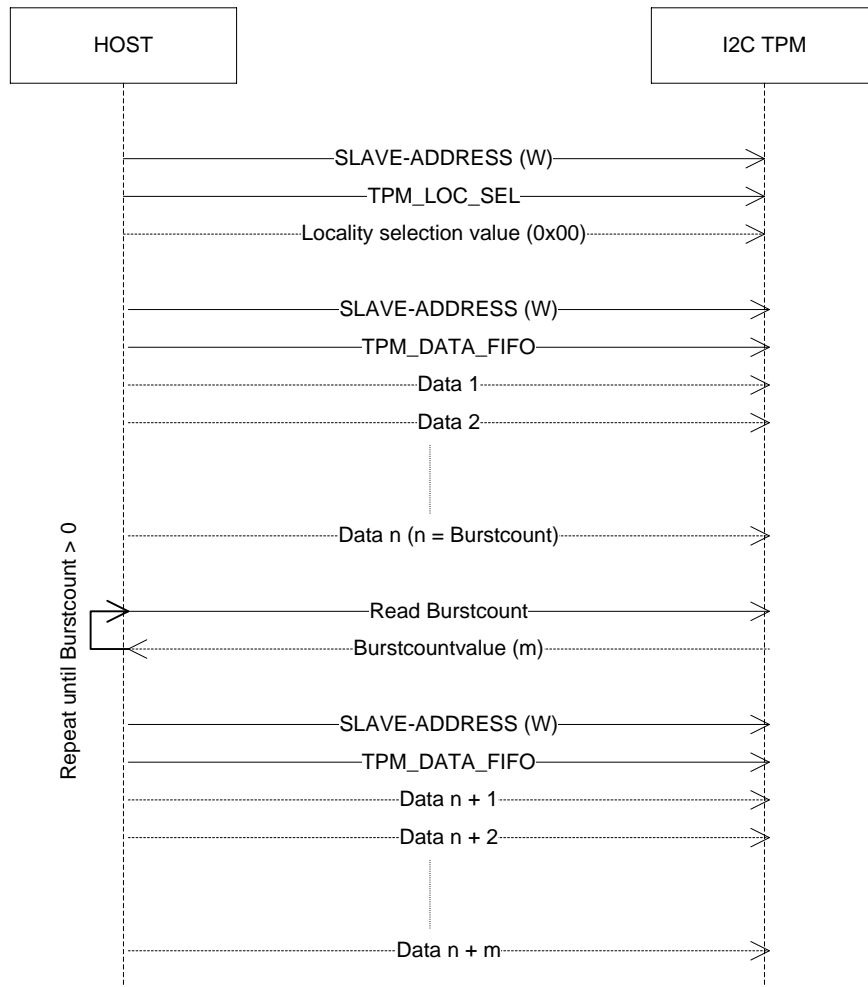 HOST
I2C TPM
SLAVE-ADDRESS (W)
TPM_LOC_SEL
Locality selection value (0x00)
SLAVE-ADDRESS (W)
TPM_DATA_FIFO
Data 1
Data 2
Data n (n = Burstcount)
Repeat until Burstcount > 0
Read Burstcount
Burstcountvalue (m)
SLAVE-ADDRESS (W)
TPM_DATA_FIFO
Data n + 1
Data n + 2
Data n + m